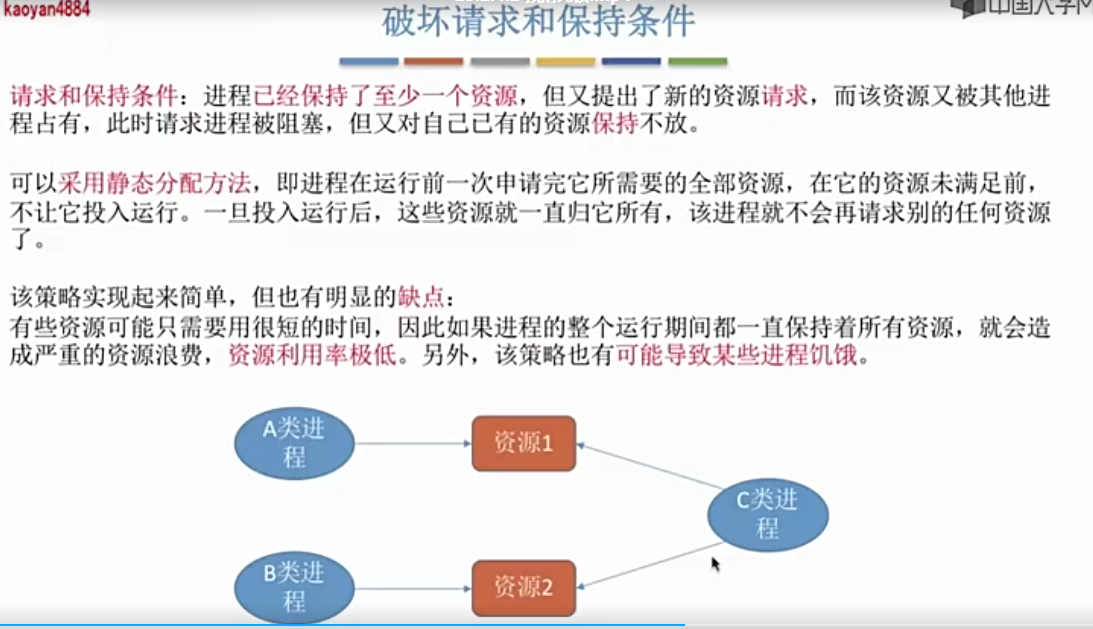 kaoyan4884
破坏请求和保持条件
请求和保持条件：进程已经保持了至少一个资源，但又提出了新的资源请求，而该资源又被其他进
程占有，此时请求进程被阻塞，但又对自己已有的资源保持不放。
可以采用静态分配方法，即进程在运行前一次申请完它所需要的全部资源，在它的资源未满足前，
不让它投入运行。一旦投入运行后，这些资源就一直归它所有，该进程就不会再请求别的任何资源
了。
该策略实现起来简单，但也有明显的缺点：
有些资源可能只需要用很短的时间，因此如果进程的整个运行期间都一直保持着所有资源，就会造
成严重的资源浪费，资源利用率极低。另外，该策略也有可能导致某些进程饥饿。
A类进
程
资源1
C类进
程
B类进
程
资源2